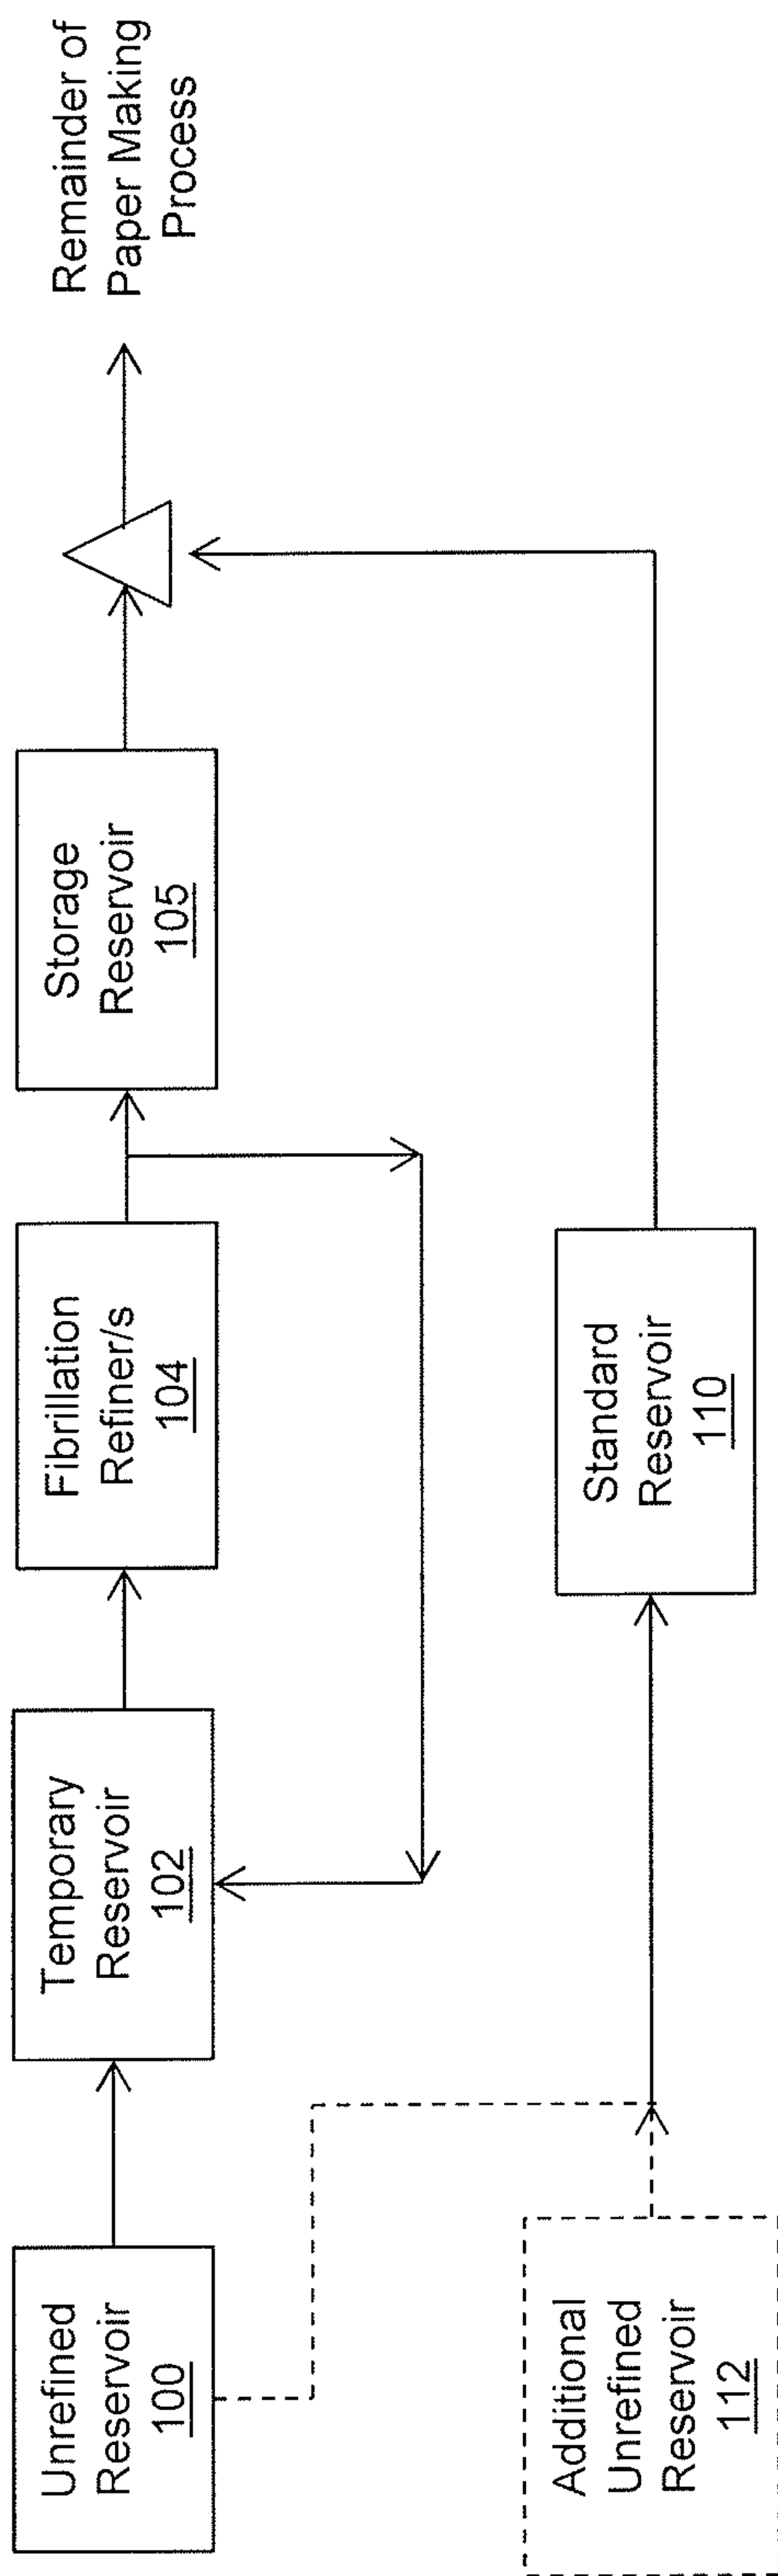 Unrefined
Reservoir
100
Temporary
Reservoir
102
Fibrillation
Refiner/s
104
Storage
Reservoir
105
Remainder of
Paper Making
Process
Additional
Unrefined
Reservoir
112
Standard
Reservoir
110